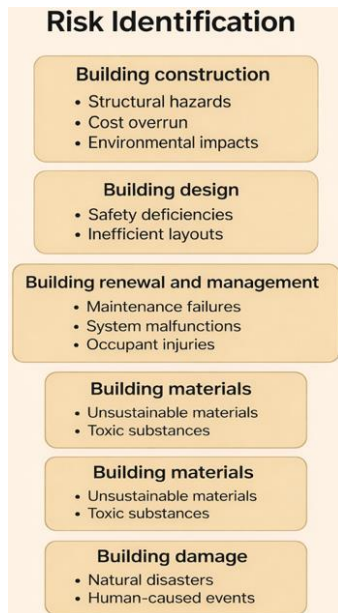 Risk Identification
Building construction
• Structural hazards
• Cost overrun
• Environmental impacts
Building design
• Safety deficiencies
• Inefficient layouts
Building renewal and management
• Maintenance failures
• System malfunctions
• Occupant injuries
Building materials
• Unsustainable materials
• Toxic substances
Building materials
• Unsustainable materials
• Toxic substances
Building damage
• Natural disasters
• Human-caused events